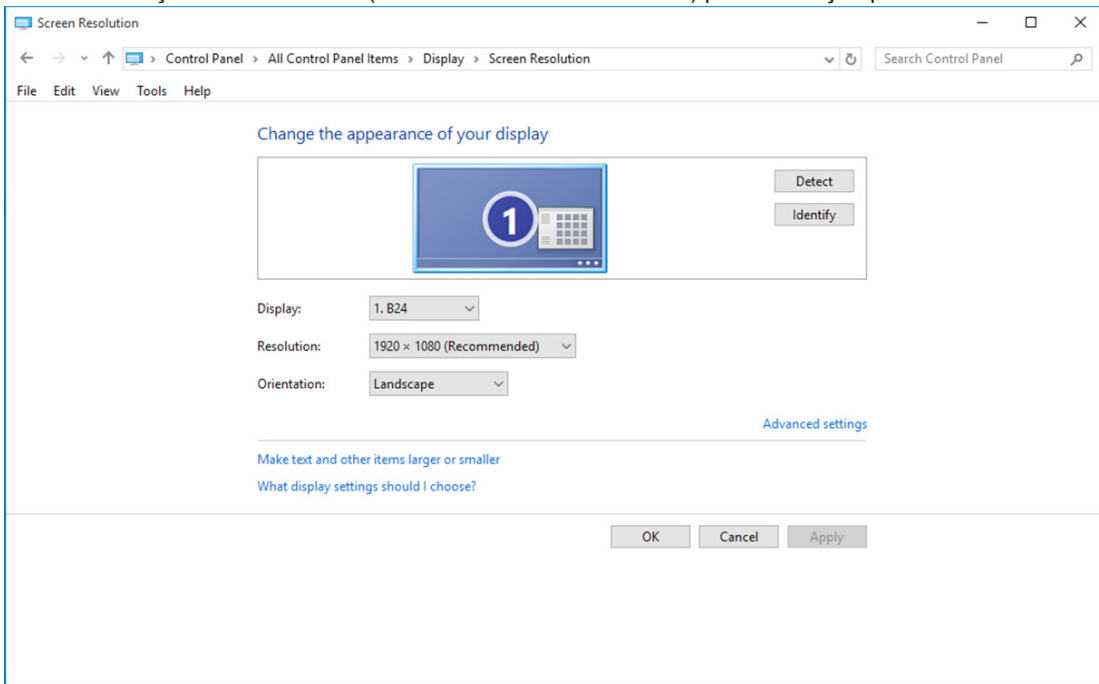 Screen Resolution
Control Panel > All Control Panel Items > Display > Screen Resolution
Search Control Panel
File Edit View Tools Help
Change the appearance of your display
1
Detect
Identify
Display: 1. B24
Resolution: 1920 × 1080 (Recommended)
Orientation: Landscape
Advanced settings
Make text and other items larger or smaller
What display settings should I choose?
OK Cancel Apply